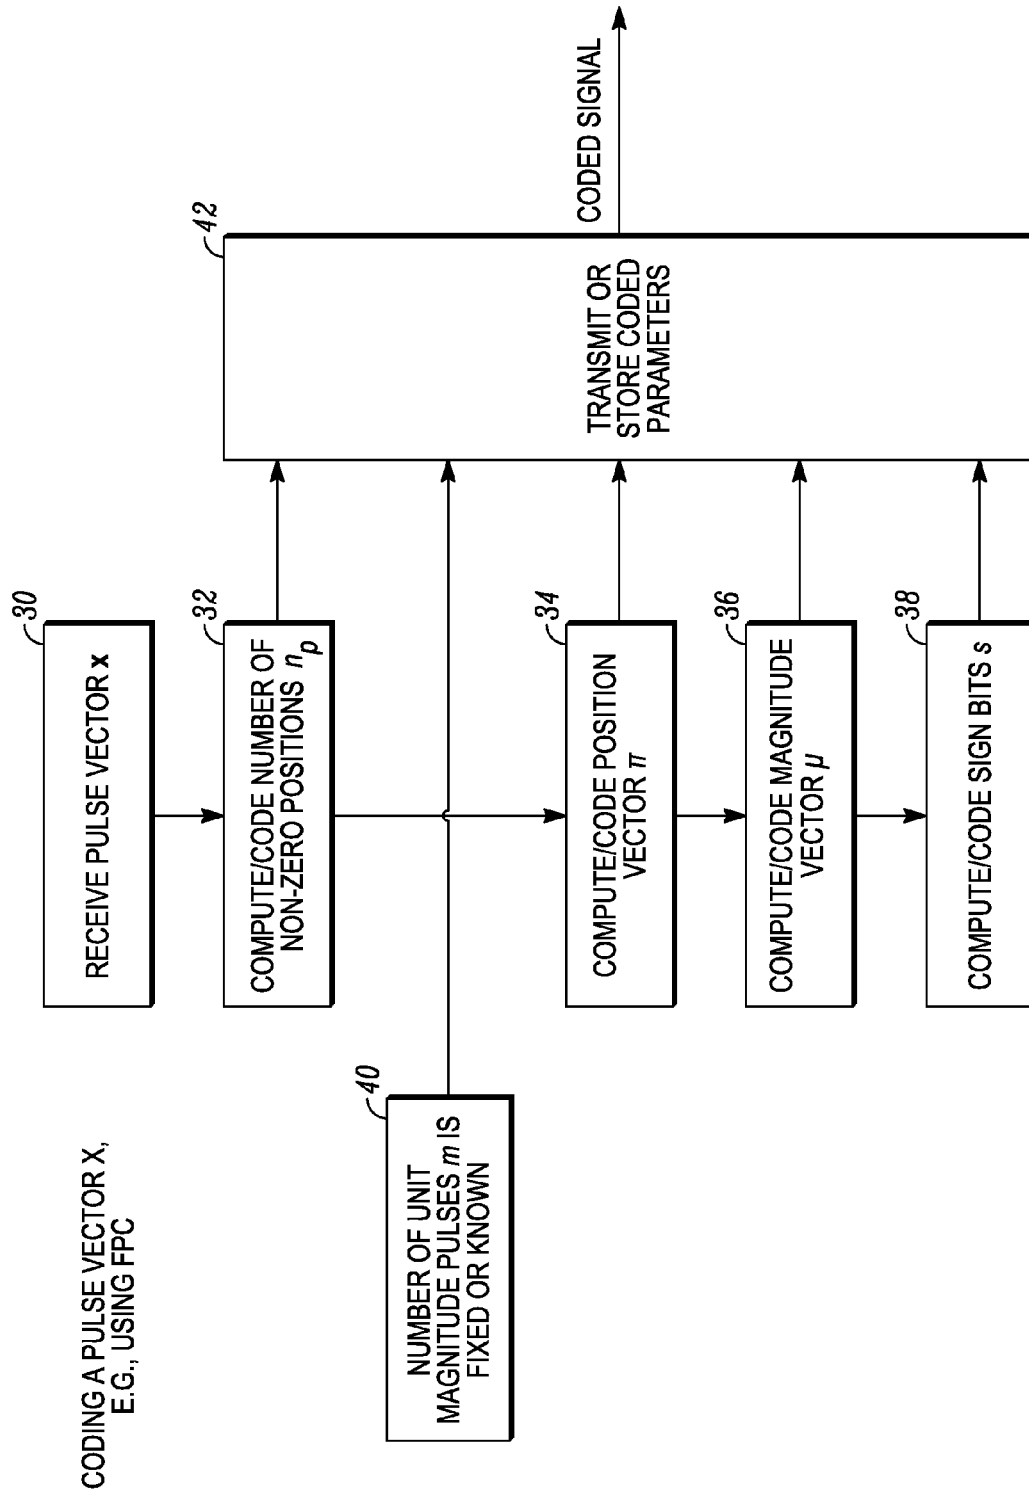 CODING A PULSE VECTOR X,
E.G., USING FPC
30
RECEIVE PULSE VECTOR x
32
COMPUTE/CODE NUMBER OF
NON-ZERO POSITIONS np
40
NUMBER OF UNIT
MAGNITUDE PULSES m IS
FIXED OR KNOWN
34
COMPUTE/CODE POSITION
VECTOR π
36
COMPUTE/CODE MAGNITUDE
VECTOR μ
38
COMPUTE/CODE SIGN BITS s
42
TRANSMIT OR
STORE CODED
PARAMETERS
CODED SIGNAL